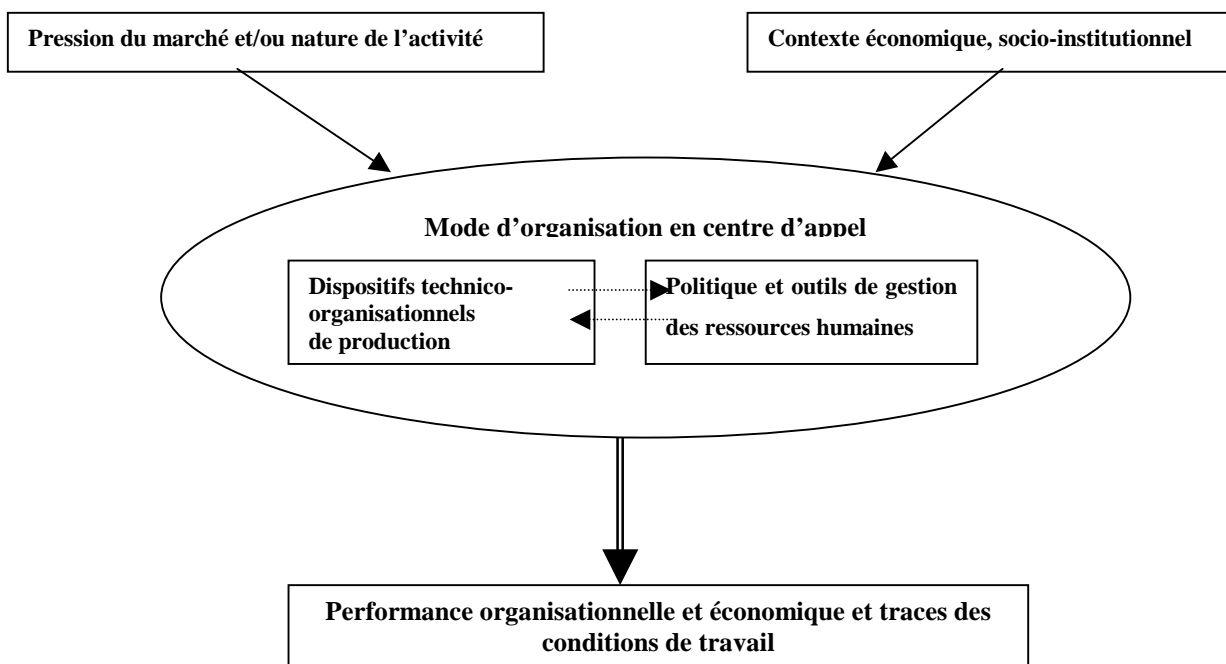 Pression du marché et/ou nature de l’activité
Contexte économique, socio-institutionnel
Mode d’organisation en centre d’appel
Dispositifs technico-
organisationnels
de production
Politique et outils de gestion
des ressources humaines
Performance organisationnelle et économique et traces des
conditions de travail